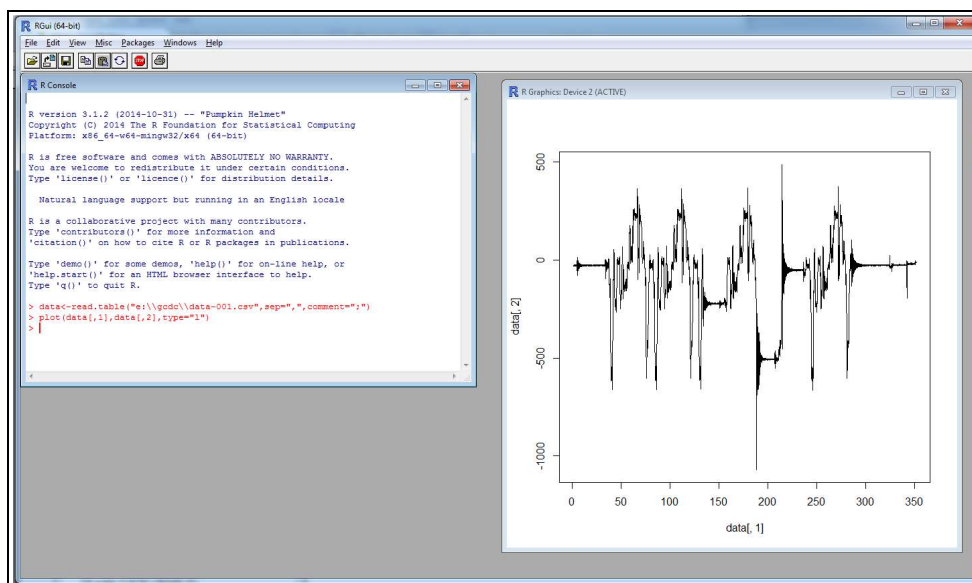 RGui (64-bit)
File Edit View Misc Packages Windows Help
STOP
R Console
R version 3.1.2 (2014-10-31) -- "Pumpkin Helmet"
Copyright (C) 2014 The R Foundation for Statistical Computing
Platform: x86_64-w64-mingw32/x64 (64-bit)
R is free software and comes with ABSOLUTELY NO WARRANTY.
You are welcome to redistribute it under certain conditions.
Type 'license()' or 'licence()' for distribution details.
Natural language support but running in an English locale
R is a collaborative project with many contributors.
Type 'contributors()' for more information and
'citation()' on how to cite R or R packages in publications.
Type 'demo()' for some demos, 'help()' for on-line help, or
'help.start()' for an HTML browser interface to help.
Type 'q()' to quit R.
> data<-read.table("e:\\gcdc\\data-001.csv",sep=",",comment=";")
> plot(data[,1],data[,2],type="l")
>
R Graphics: Device 2 (ACTIVE)
500
0
-500
-1000
data[, 2]
0 50 100 150 200 250 300 350
data[, 1]